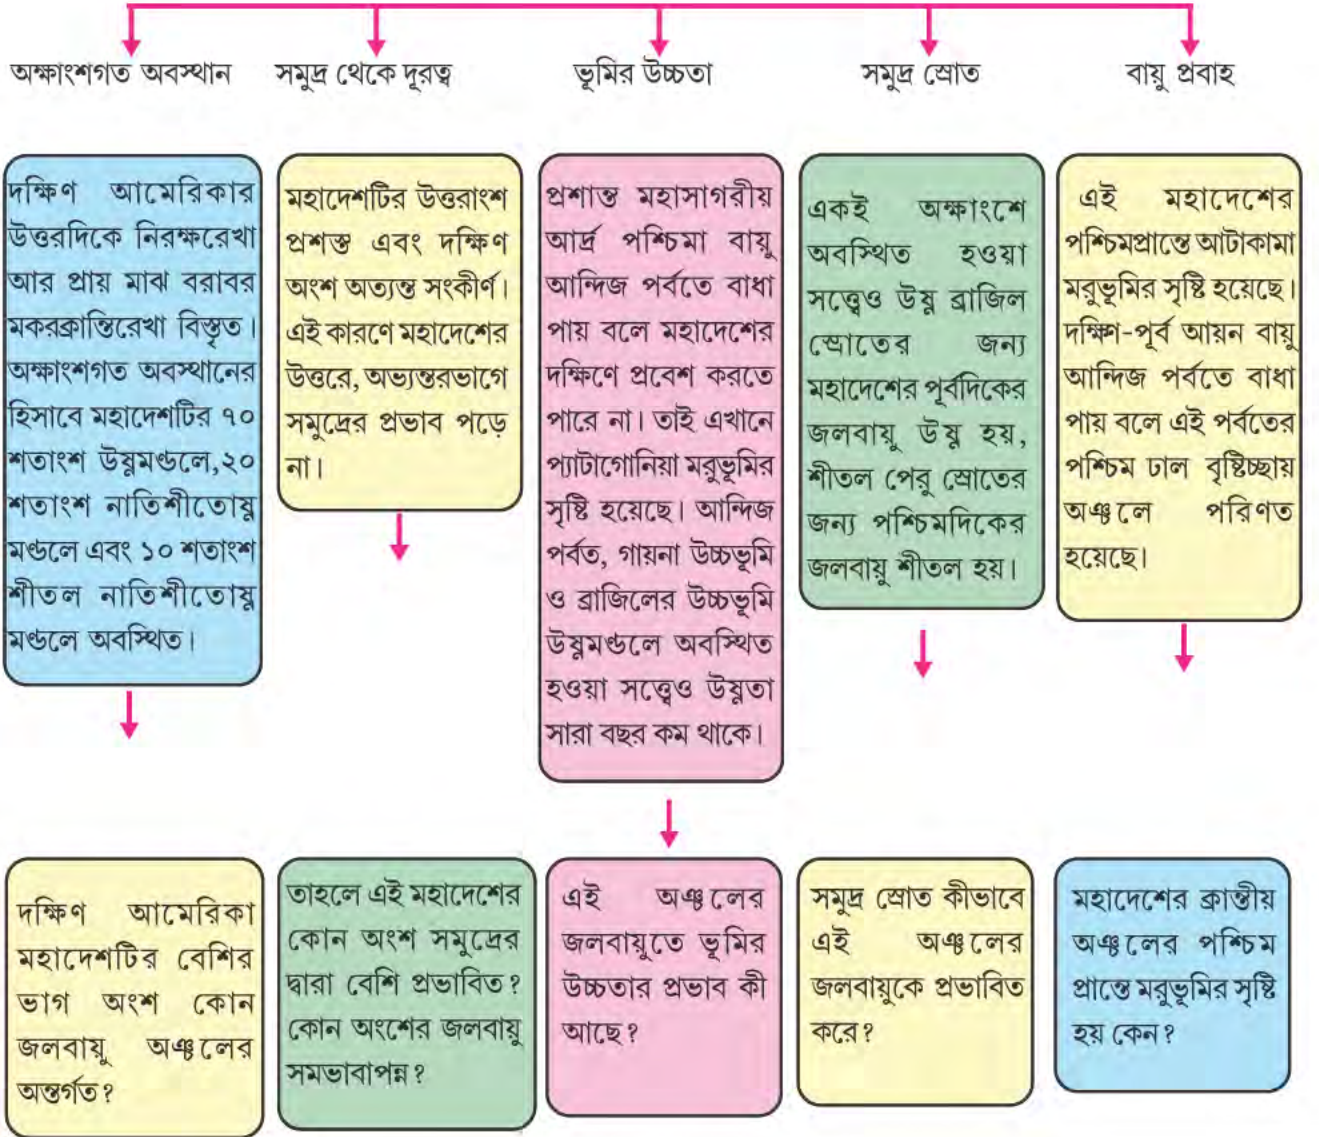 অক্ষাংশগত অবস্থান
সমুদ্র থেকে দূরত্ব
ভূমির উচ্চতা
সমুদ্র স্রোত
বায়ু প্রবাহ
দক্ষিণ আমেরিকার
উত্তরদিকে নিরক্ষরেখা
আর প্রায় মাঝ বরাবর
মকরক্রান্তিরেখা বিস্তৃত।
অক্ষাংশগত অবস্থানের
হিসাবে মহাদেশটির ৭০
শতাংশ উষ্ণমণ্ডলে,২০
শতাংশ নাতিশীতোষ্ণ
মণ্ডলে এবং ১০ শতাংশ
শীতল নাতিশীতোষ্ণ
মণ্ডলে অবস্থিত।
মহাদেশটির উত্তরাংশ
প্রশস্ত এবং দক্ষিণ
অংশ অত্যন্ত সংকীর্ণ।
এই কারণে মহাদেশের
উত্তরে, অভ্যন্তরভাগে
সমুদ্রের প্রভাব পড়ে
না।
প্রশান্ত মহাসাগরীয়
আর্দ্র পশ্চিমা বায়ু
আন্দিজ পর্বতে বাধা
পায় বলে মহাদেশের
দক্ষিণে প্রবেশ করতে
পারে না। তাই এখানে
প্যাটাগোনিয়া মরুভূমির
সৃষ্টি হয়েছে। আন্দিজ
পর্বত, গায়না উচ্চভূমি
ও ব্রাজিলের উচ্চভূমি
উষ্ণমণ্ডলে অবস্থিত
হওয়া সত্ত্বেও উষ্ণতা
সারা বছর কম থাকে।
একই অক্ষাংশে
অবস্থিত হওয়া
সত্ত্বেও উষ্ণ ব্রাজিল
স্রোতের জন্য
মহাদেশের পূর্বদিকের
জলবায়ু উষ্ণ হয়,
শীতল পেরু স্রোতের
জন্য পশ্চিমদিকের
জলবায়ু শীতল হয়।
এই মহাদেশের
পশ্চিমপ্রান্তে আটাকামা
মরুভূমির সৃষ্টি হয়েছে।
দক্ষিণ-পূর্ব আয়ন বায়ু
আন্দিজ পর্বতে বাধা
পায় বলে এই পর্বতের
পশ্চিম ঢাল বৃষ্টিচ্ছায়
অঞ্চলে পরিণত
হয়েছে।
দক্ষিণ আমেরিকা
মহাদেশটির বেশির
ভাগ অংশ কোন
জলবায়ু অঞ্চলের
অন্তর্গত?
তাহলে এই মহাদেশের
কোন অংশ সমুদ্রের
দ্বারা বেশি প্রভাবিত?
কোন অংশের জলবায়ু
সমভাবাপন্ন?
এই অঞ্চলের
জলবায়ুতে ভূমির
উচ্চতার প্রভাব কী
আছে?
সমুদ্র স্রোত কীভাবে
এই অঞ্চলের
জলবায়ুকে প্রভাবিত
করে?
মহাদেশের ক্রান্তীয়
অঞ্চলের পশ্চিম
প্রান্তে মরুভূমির সৃষ্টি
হয় কেন?